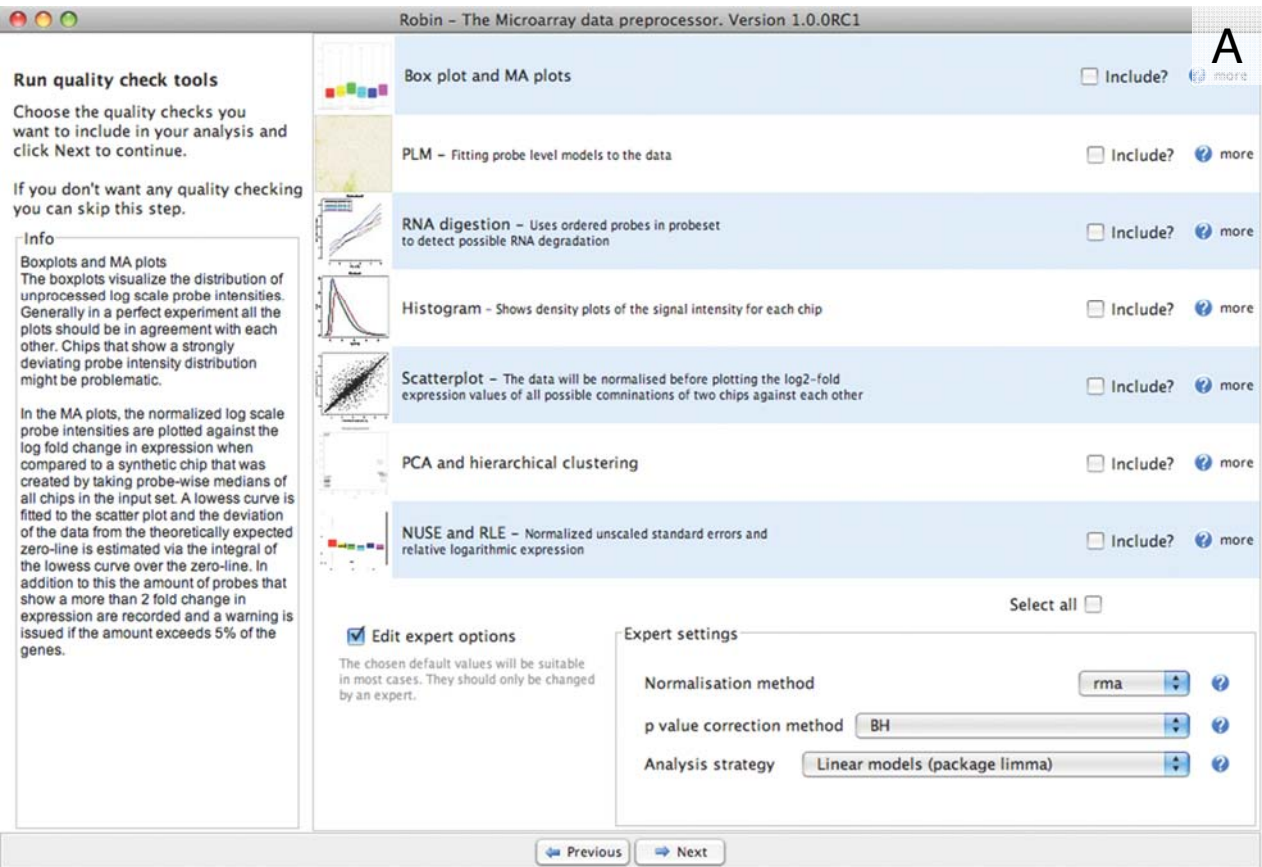 Robin – The Microarray data preprocessor. Version 1.0.0RC1
A
Run quality check tools
Choose the quality checks you
want to include in your analysis and
click Next to continue.
If you don't want any quality checking
you can skip this step.
Info
Boxplots and MA plots
The boxplots visualize the distribution of
unprocessed log scale probe intensities.
Generally in a perfect experiment all the
plots should be in agreement with each
other. Chips that show a strongly
deviating probe intensity distribution
might be problematic.
In the MA plots, the normalized log scale
probe intensities are plotted against the
log fold change in expression when
compared to a synthetic chip that was
created by taking probe-wise medians of
all chips in the input set. A lowess curve is
fitted to the scatter plot and the deviation
of the data from the theoretically expected
zero-line is estimated via the integral of
the lowess curve over the zero-line. In
addition to this the amount of probes that
show a more than 2 fold change in
expression are recorded and a warning is
issued if the amount exceeds 5% of the
genes.
Box plot and MA plots Include? more
PLM – Fitting probe level models to the data Include? more
RNA digestion – Uses ordered probes in probeset
to detect possible RNA degradation Include? more
Histogram – Shows density plots of the signal intensity for each chip Include? more
Scatterplot – The data will be normalised before plotting the log2-fold
expression values of all possible comninations of two chips against each other Include? more
PCA and hierarchical clustering Include? more
NUSE and RLE – Normalized unscaled standard errors and
relative logarithmic expression Include? more
Select all
Edit expert options
The chosen default values will be suitable
in most cases. They should only be changed
by an expert.
Expert settings
Normalisation method rma
p value correction method BH
Analysis strategy Linear models (package limma)
Previous Next